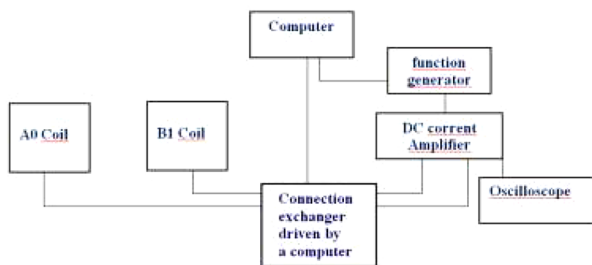 Computer
function
generator
A0 Coil
B1 Coil
DC corrent
Amplifier
Oscilloscope
Connection
exchanger
driven by
a computer